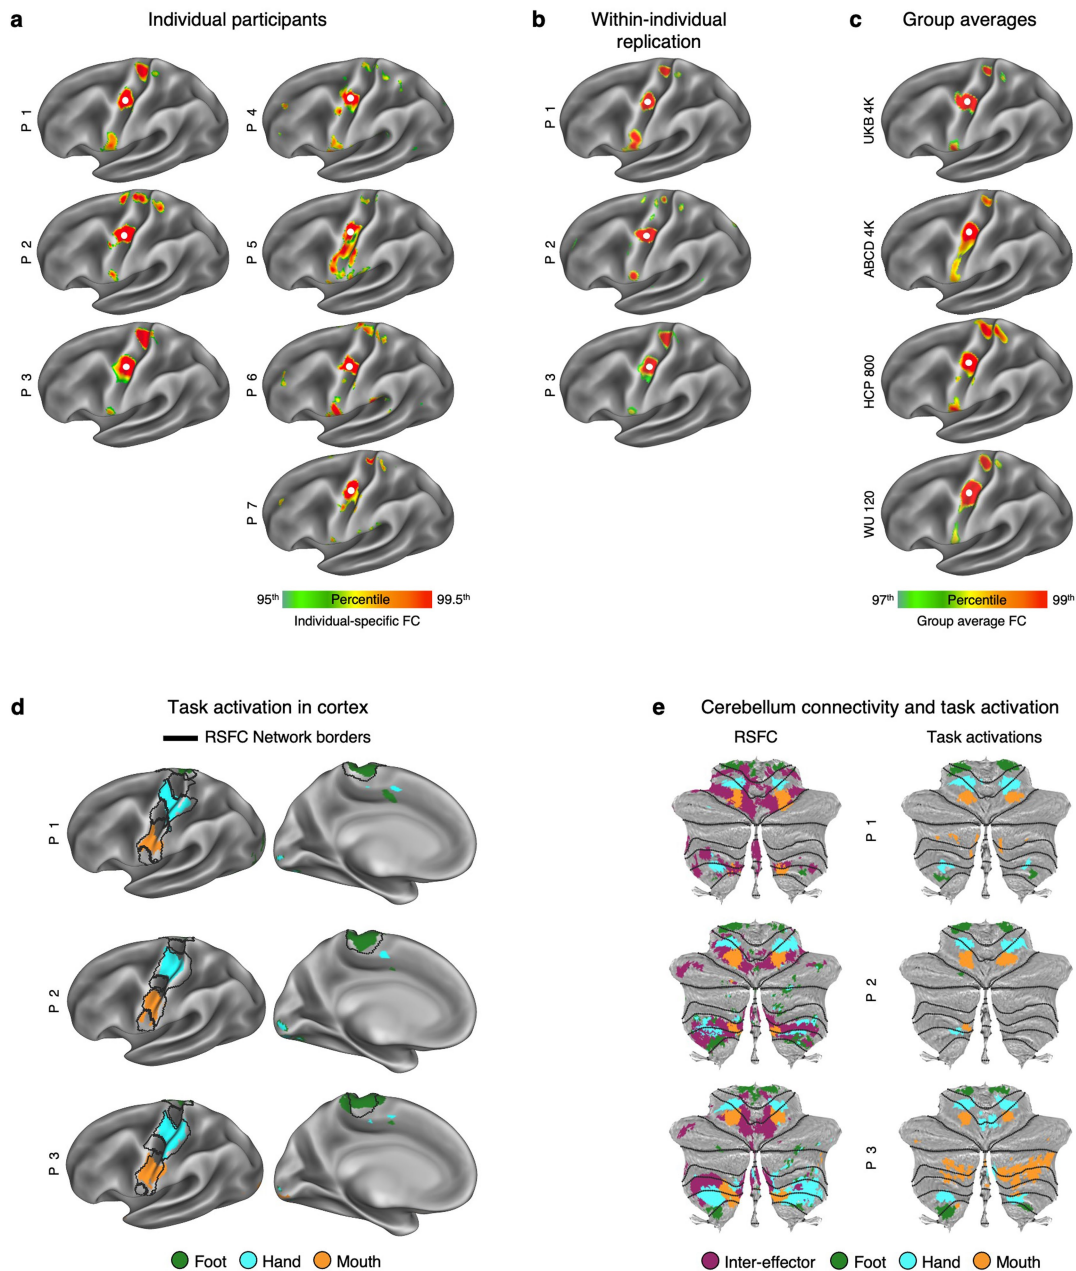 a
Individual participants
P 1
P 2
P 3
P 4
P 5
P 6
P 7
95th
Percentile
99.5th
Individual-specific FC
b
Within-individual
replication
P 1
P 2
P 3
c
Group averages
UKB 4K
ABCD 4K
HCP 800
WU 120
97th
Percentile
99th
Group average FC
d
Task activation in cortex
RSFC Network borders
P 1
P 2
P 3
Foot
Hand
Mouth
e
Cerebellum connectivity and task activation
RSFC
Task activations
P 1
P 2
P 3
Inter-effector
Foot
Hand
Mouth